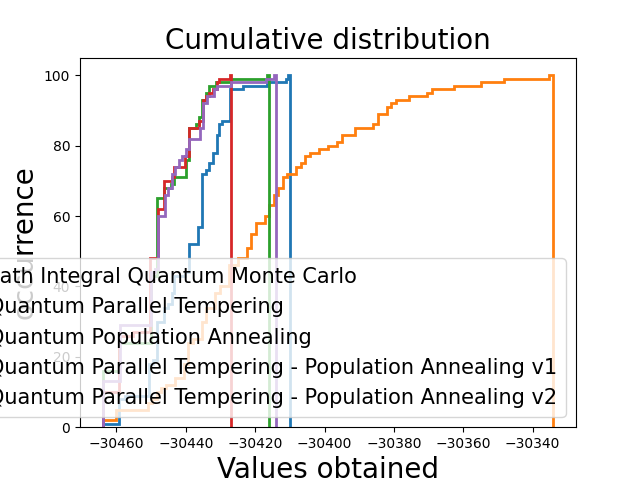 Cumulative distribution
100
80
60
40
20
0
occurrence
ath Integral Quantum Monte Carlo
Quantum Parallel Tempering
Quantum Population Annealing
Quantum Parallel Tempering - Population Annealing v1
Quantum Parallel Tempering - Population Annealing v2
−30460 −30440 −30420 −30400 −30380 −30360 −30340
Values obtained